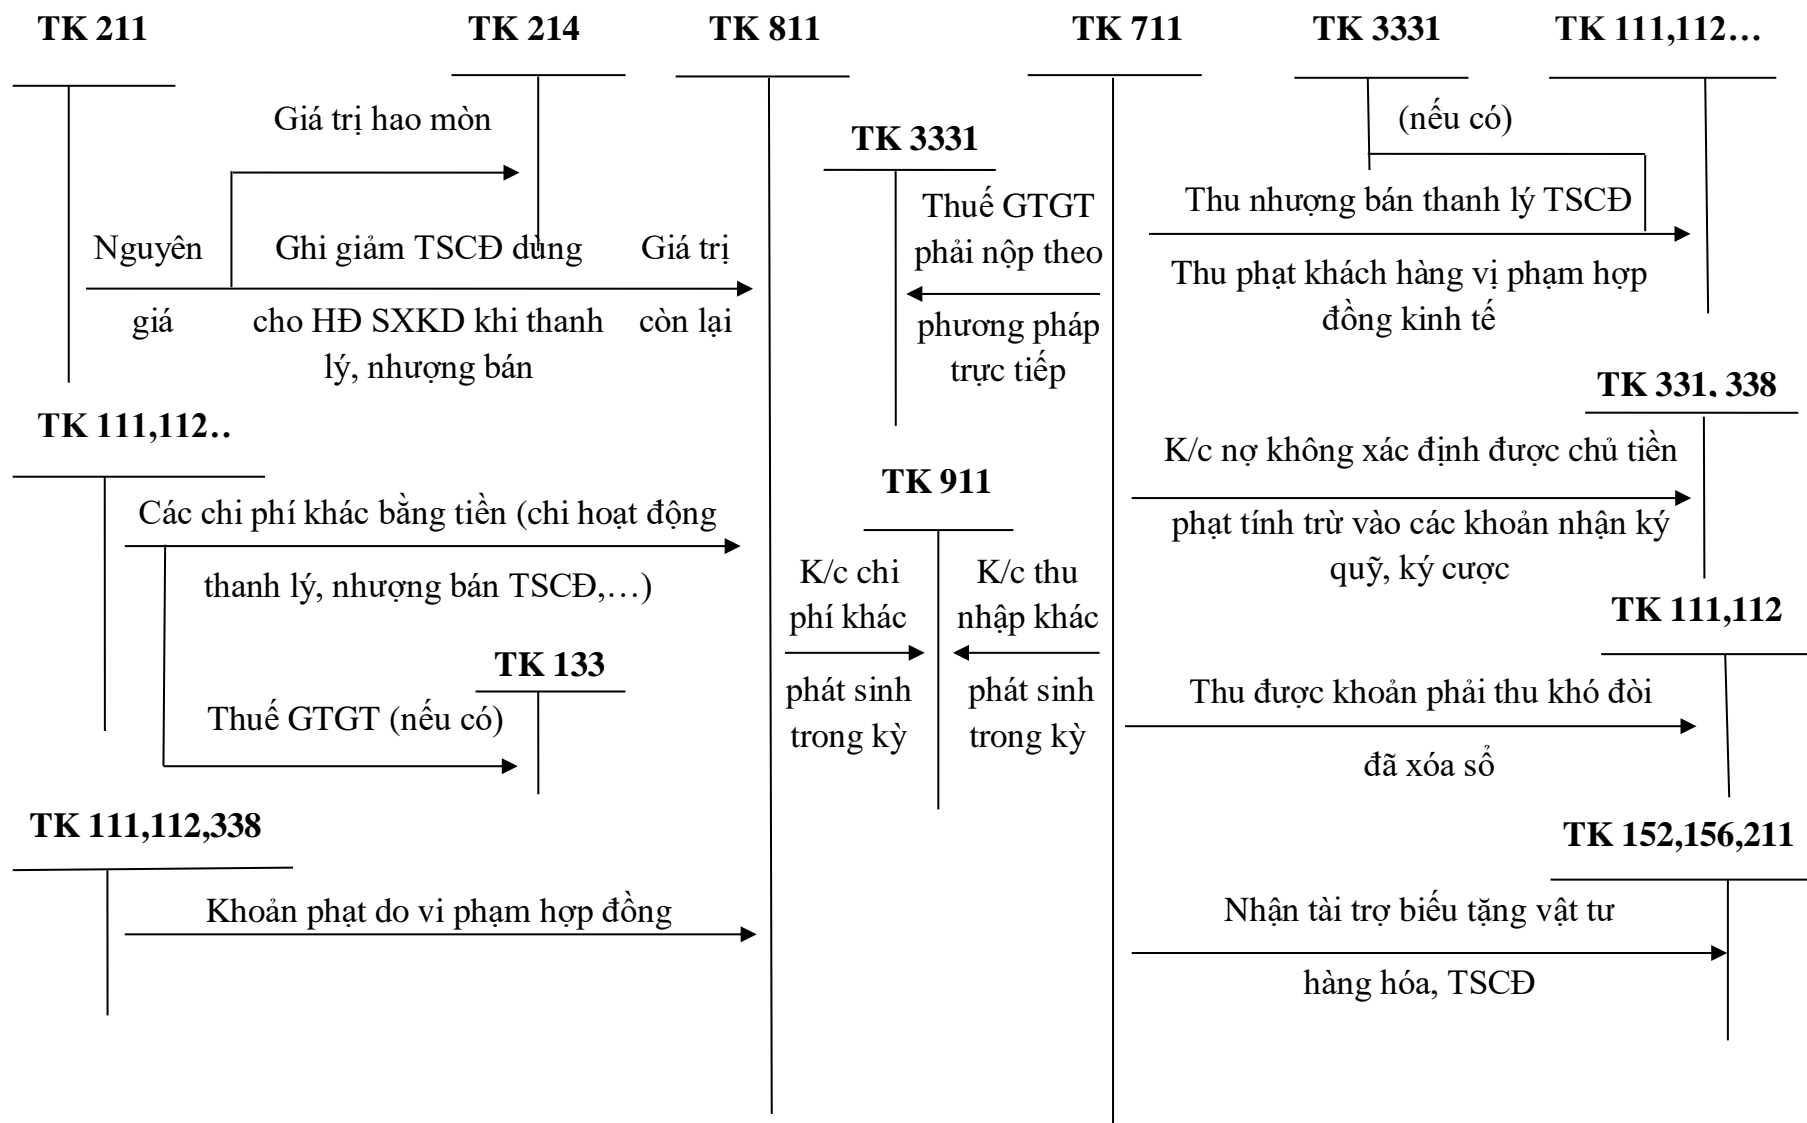 TK 211
TK 214
TK 811
TK 711
TK 3331
TK 111,112…
Giá trị hao mòn
(nếu có)
TK 3331
Nguyên
giá
Ghi giảm TSCĐ dùng
cho HĐ SXKD khi thanh
lý, nhượng bán
Giá trị
còn lại
Thuế GTGT
phải nộp theo
phương pháp
trực tiếp
Thu nhượng bán thanh lý TSCĐ
Thu phạt khách hàng vị phạm hợp
đồng kinh tế
TK 331, 338
TK 111,112..
K/c nợ không xác định được chủ tiền
phạt tính trừ vào các khoản nhận ký
quỹ, ký cược
TK 911
Các chi phí khác bằng tiền (chi hoạt động
thanh lý, nhượng bán TSCĐ,…)
K/c chi
phí khác
phát sinh
trong kỳ
K/c thu
nhập khác
phát sinh
trong kỳ
TK 111,112
TK 133
Thuế GTGT (nếu có)
Thu được khoản phải thu khó đòi
đã xóa sổ
TK 111,112,338
TK 152,156,211
Khoản phạt do vi phạm hợp đồng
Nhận tài trợ biếu tặng vật tư
hàng hóa, TSCĐ